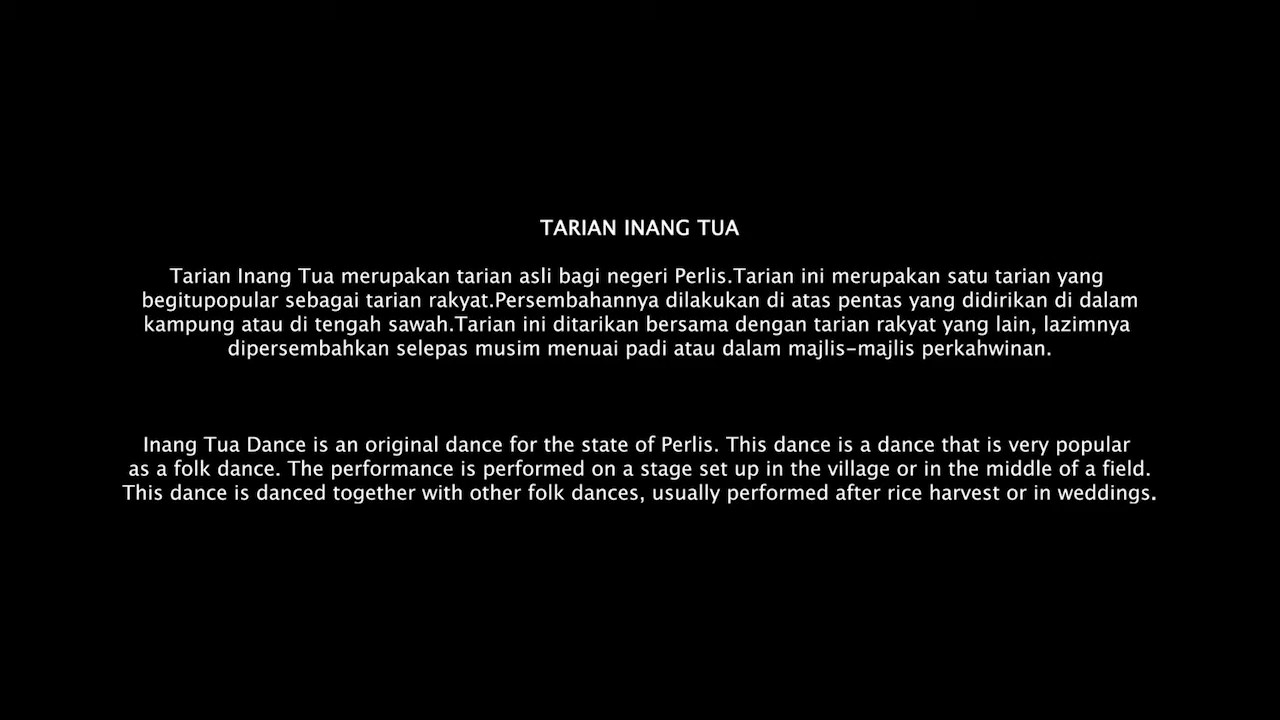 TARIAN INANG TUA
Tarian Inang Tua merupakan tarian asli bagi negeri Perlis.Tarian ini merupakan satu tarian yang
begitupopular sebagai tarian rakyat.Persembahannya dilakukan di atas pentas yang didirikan di dalam
kampung atau di tengah sawah.Tarian ini ditarikan bersama dengan tarian rakyat yang lain, lazimnya
dipersembahkan selepas musim menuai padi atau dalam majlis-majlis perkahwinan.
Inang Tua Dance is an original dance for the state of Perlis. This dance is a dance that is very popular
as a folk dance. The performance is performed on a stage set up in the village or in the middle of a field.
This dance is danced together with other folk dances, usually performed after rice harvest or in weddings.